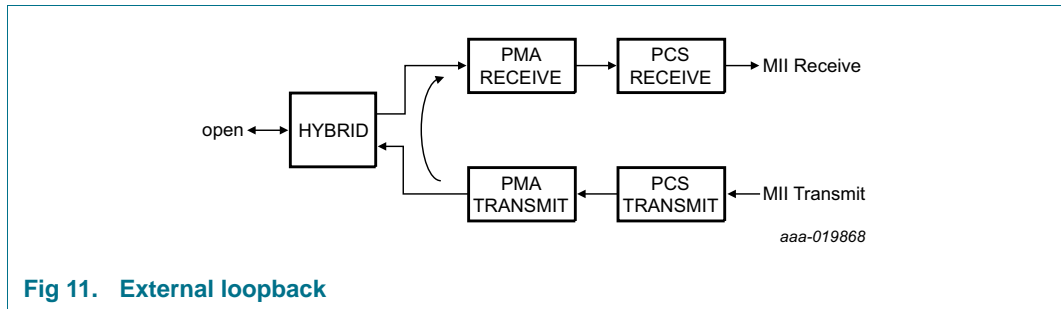 PMA
RECEIVE
PCS
RECEIVE
MII Receive
open
HYBRID
PMA
TRANSMIT
PCS
TRANSMIT
MII Transmit
aaa-019868
Fig 11. External loopback